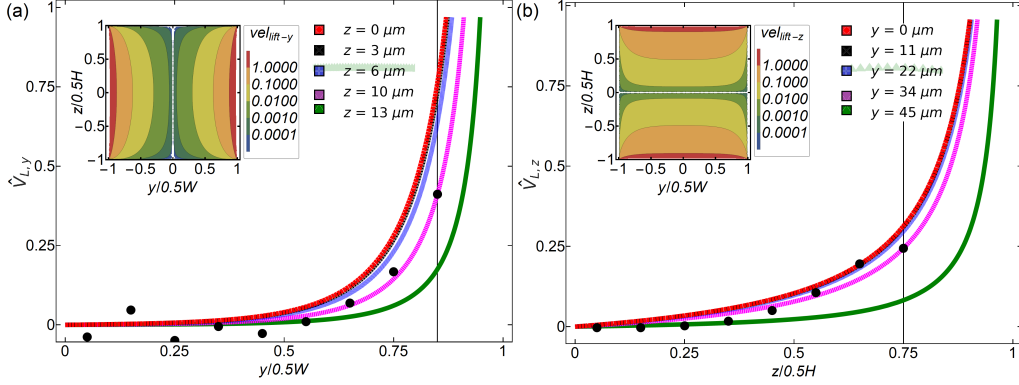 (a)
vel_lift-y
1.0000
0.1000
0.0100
0.0010
0.0001
z/0.5H
1
0.5
0
−0.5
−1
−1 −0.5 0 0.5 1
y/0.5W
z = 0 μm
z = 3 μm
z = 6 μm
z = 10 μm
z = 13 μm
V̂_L,y
1
0.75
0.5
0.25
0
0 0.25 0.5 0.75 1
y/0.5W
(b)
vel_lift−z
1.0000
0.1000
0.0100
0.0010
0.0001
z/0.5H
1
0.5
0
−0.5
−1
−1 −0.5 0 0.5 1
y/0.5W
y = 0 μm
y = 11 μm
y = 22 μm
y = 34 μm
y = 45 μm
V̂_L,z
1
0.75
0.5
0.25
0
0 0.25 0.5 0.75 1
z/0.5H